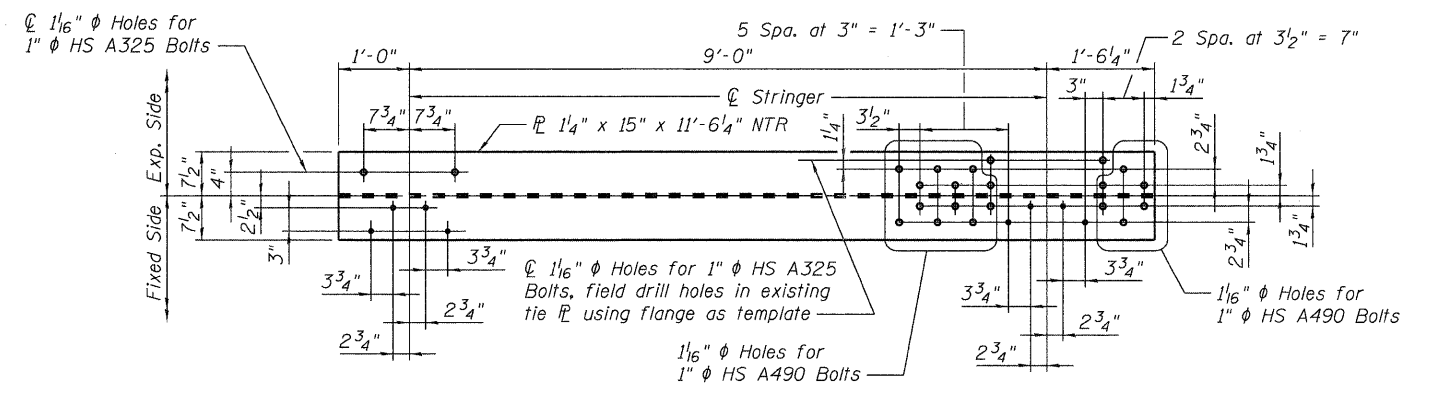 ℄ 1 1/16" ϕ Holes for
1" ϕ HS A325 Bolts
5 Spa. at 3" = 1'-3"
2 Spa. at 3 1/2" = 7"
1'-0"
9'-0"
1'-6 1/4"
℄ Stringer
3"
1 3/4"
7 3/4"
7 3/4"
℄ 1 1/4" x 15" x 11'-6 1/4" NTR
1 1/4"
3 1/2"
2 3/4"
1 3/4"
Exp. Side
7 1/2"
4"
Fixed Side
7 1/2"
2 1/2"
3"
1 3/4"
2 3/4"
3 3/4"
3 3/4"
2 3/4"
2 3/4"
℄ 1 1/16" ϕ Holes for 1" ϕ HS A325
Bolts, field drill holes in existing
tie ℄ using flange as template
3 3/4"
3 3/4"
2 3/4"
2 3/4"
1 1/16" ϕ Holes for
1" ϕ HS A490 Bolts
1 1/16" ϕ Holes for
1" ϕ HS A490 Bolts